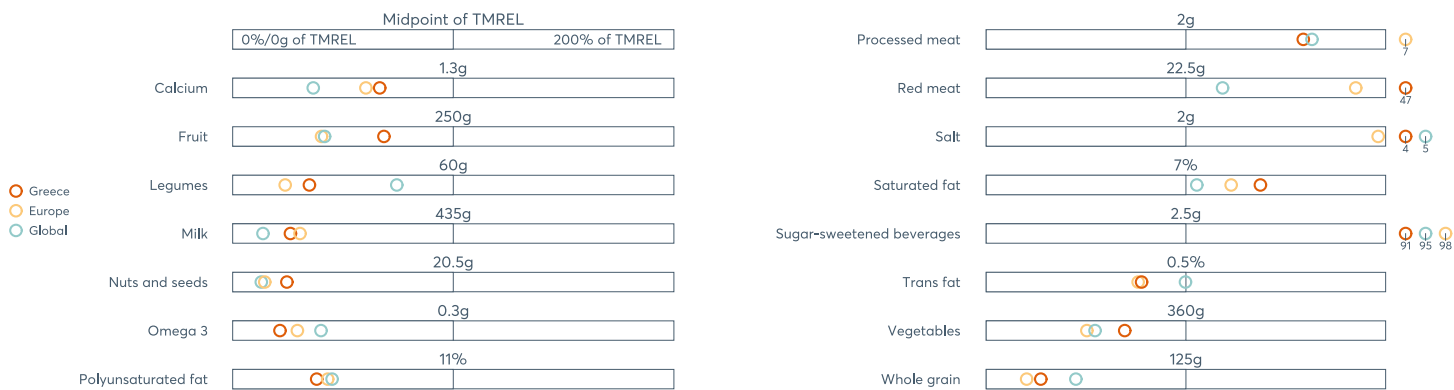 Midpoint of TMREL
0%/0g of TMREL
200% of TMREL
1.3g
Calcium
250g
Fruit
60g
Legumes
435g
Milk
20.5g
Nuts and seeds
0.3g
Omega 3
11%
Polyunsaturated fat
Greece
Europe
Global
2g
Processed meat
7
22.5g
Red meat
47
2g
Salt
4 5
7%
Saturated fat
2.5g
Sugar-sweetened beverages
91 95 98
0.5%
Trans fat
360g
Vegetables
125g
Whole grain